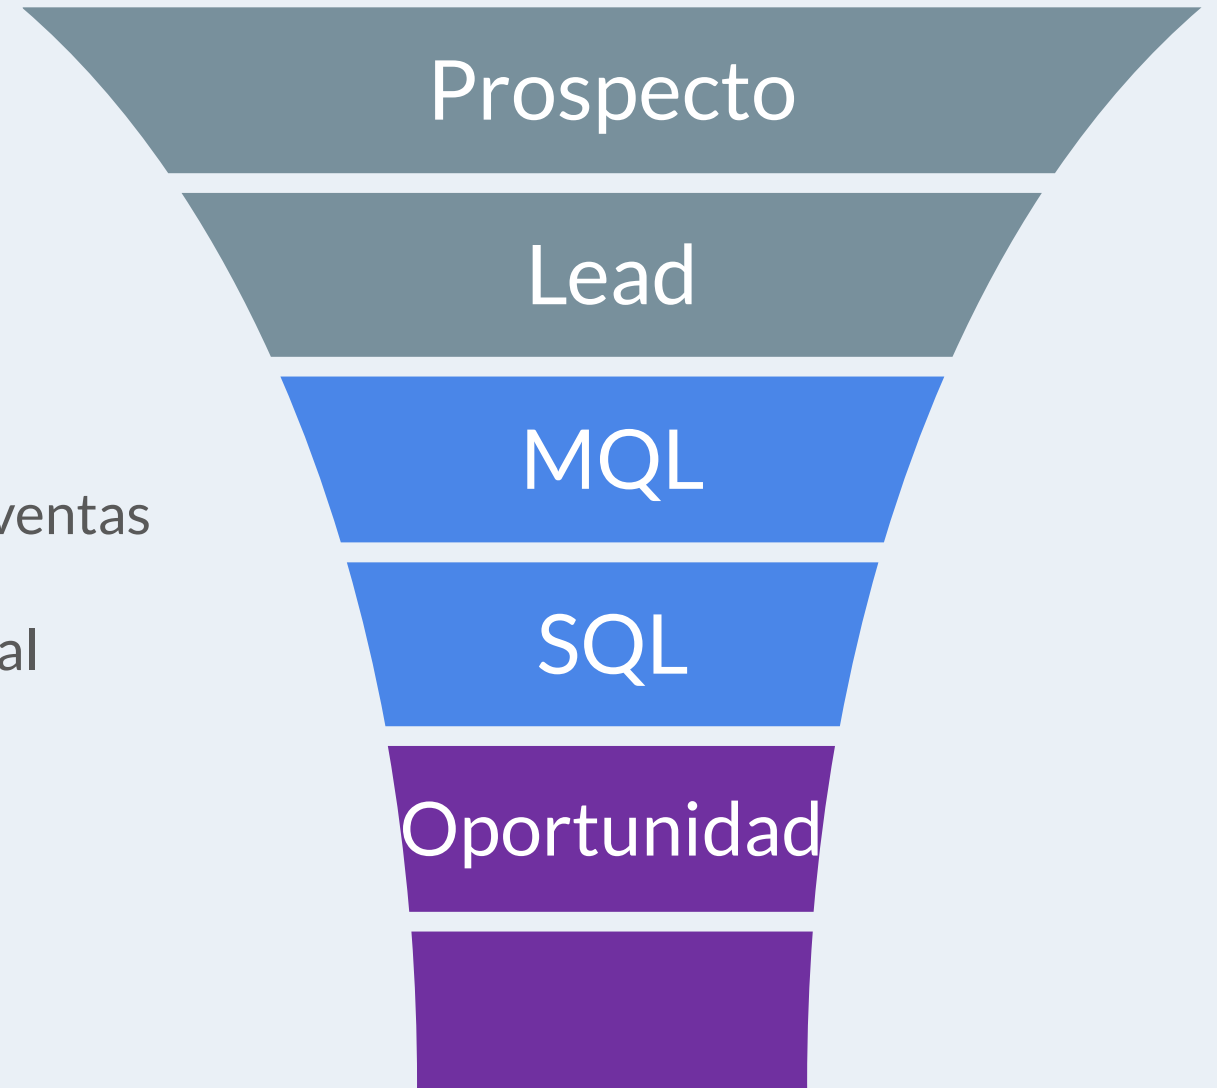 Prospecto
Lead
MQL
ventas
SQL
al
Oportunidad